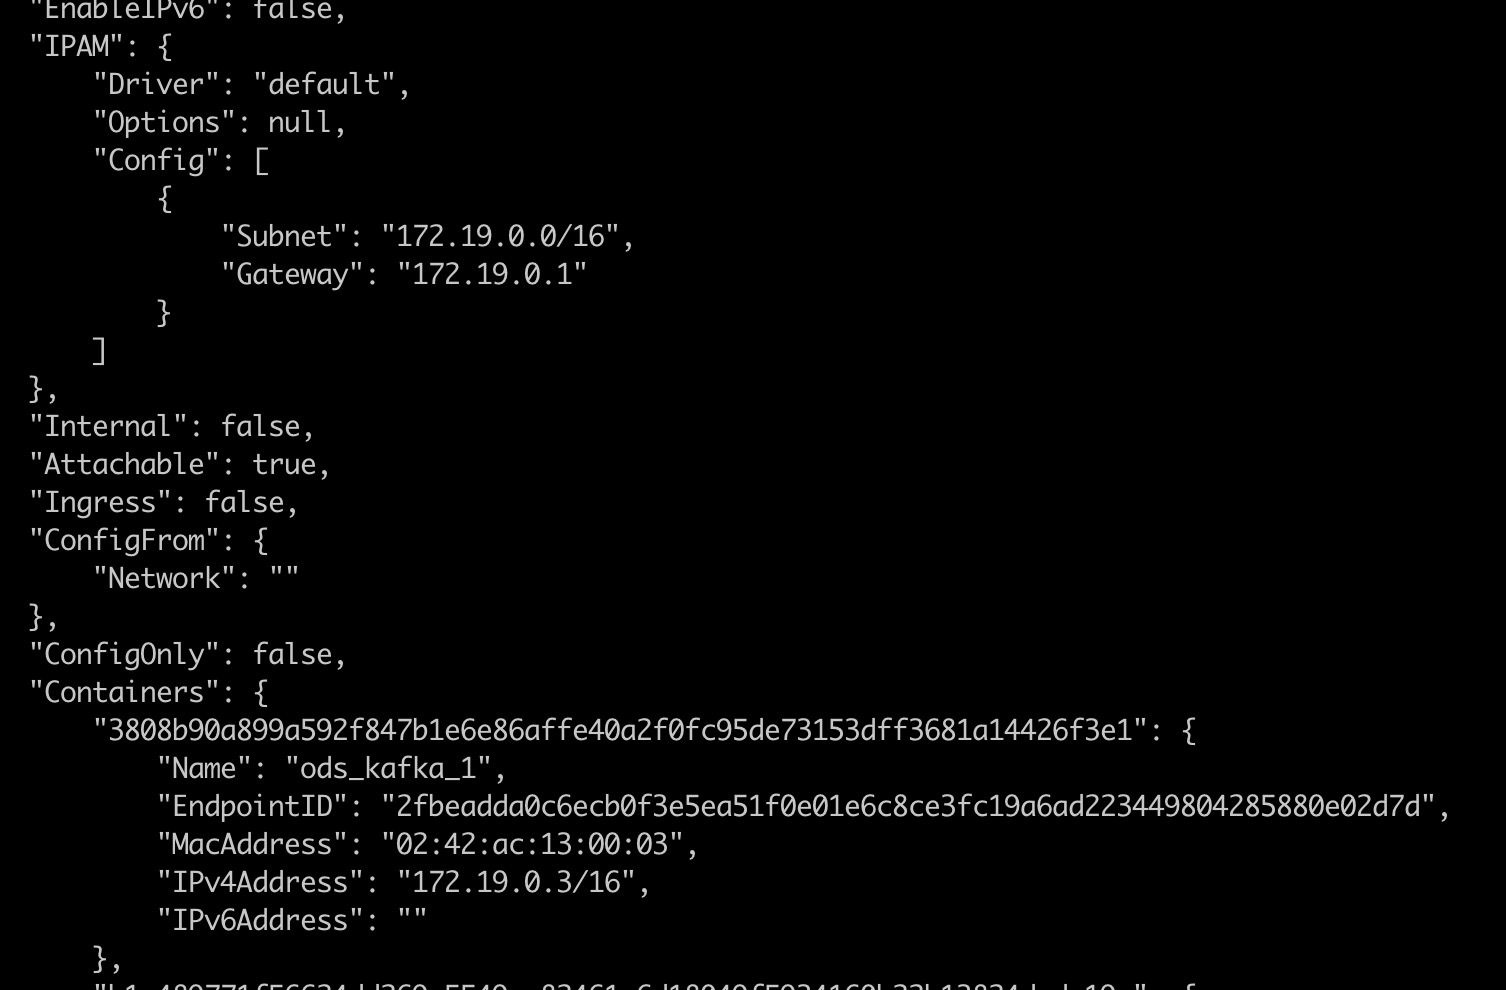 "EnableIPv6": false,
"IPAM": {
"Driver": "default",
"Options": null,
"Config": [
{
"Subnet": "172.19.0.0/16",
"Gateway": "172.19.0.1"
}
]
},
"Internal": false,
"Attachable": true,
"Ingress": false,
"ConfigFrom": {
"Network": ""
},
"ConfigOnly": false,
"Containers": {
"3808b90a899a592f847b1e6e86affe40a2f0fc95de73153dff3681a14426f3e1": {
"Name": "ods_kafka_1",
"EndpointID": "2fbeadda0c6ecb0f3e5ea51f0e01e6c8ce3fc19a6ad223449804285880e02d7d",
"MacAddress": "02:42:ac:13:00:03",
"IPv4Address": "172.19.0.3/16",
"IPv6Address": ""
},